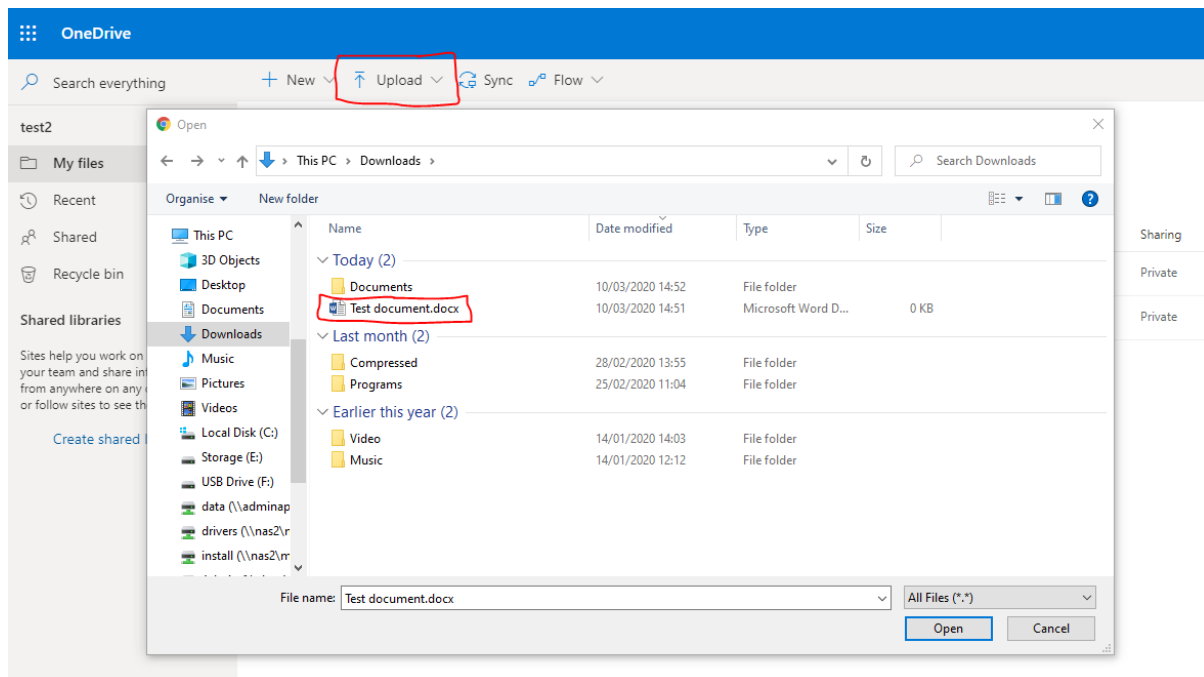 OneDrive
Search everything
New
Upload
Sync
Flow
test2
My files
Recent
Shared
Recycle bin
Shared libraries
Sites help you work on
your team and share
from anywhere on any
or follow sites to see
Create shared
Sharing
Private
Private
Open
This PC > Downloads >
Search Downloads
Organise
New folder
?
This PC
3D Objects
Desktop
Documents
Downloads
Music
Pictures
Videos
Local Disk (C:)
Storage (E:)
USB Drive (F:)
data (\\adminap
drivers (\\nas2\r
install (\\nas2\m
Name Date modified Type Size
Today (2)
Documents 10/03/2020 14:52 File folder
Test document.docx 10/03/2020 14:51 Microsoft Word D... 0 KB
Last month (2)
Compressed 28/02/2020 13:55 File folder
Programs 25/02/2020 11:04 File folder
Earlier this year (2)
Video 14/01/2020 14:03 File folder
Music 14/01/2020 12:12 File folder
File name: Test document.docx
All Files (*.*)
Open
Cancel